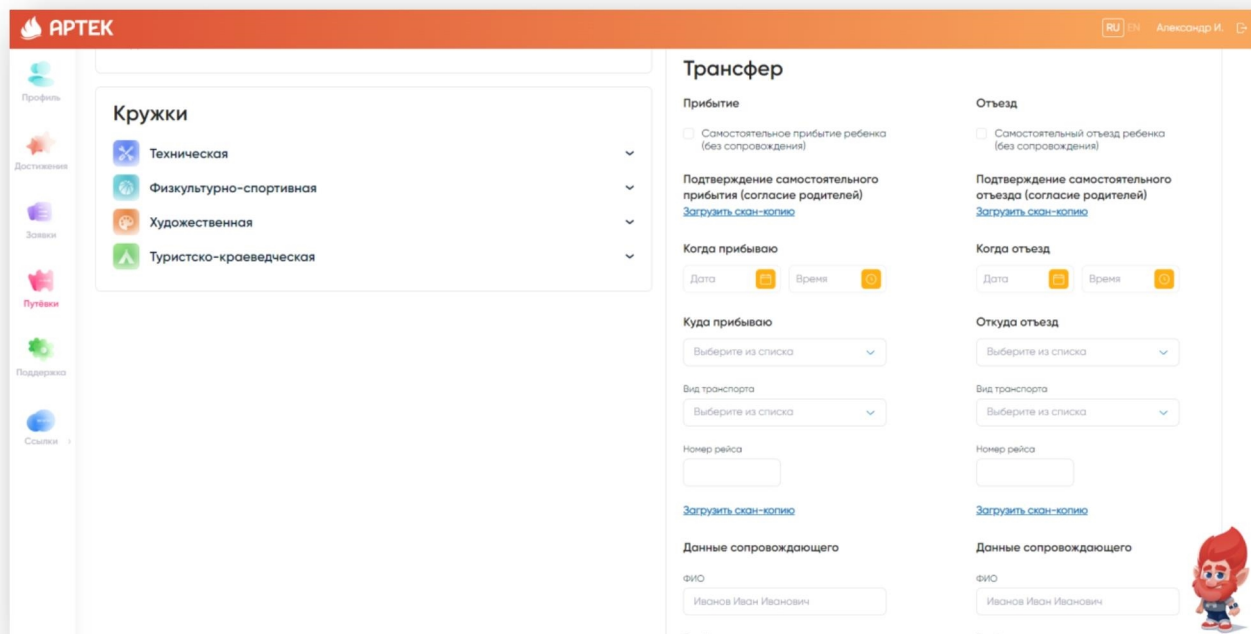 АРТЕК
RU EN Александр И.
Профиль
Достижения
Заявки
Путёвки
Поддержка
Ссылки
Кружки
Техническая
Физкультурно-спортивная
Художественная
Туристско-краеведческая
Трансфер
Прибытие
Самостоятельное прибытие ребенка
(без сопровождения)
Подтверждение самостоятельного
прибытия (согласие родителей)
Загрузить скан-копию
Когда прибываю
Дата
Время
Куда прибываю
Выберите из списка
Вид транспорта
Выберите из списка
Номер рейса
Загрузить скан-копию
Данные сопровождающего
ФИО
Иванов Иван Иванович
Отъезд
Самостоятельный отъезд ребенка
(без сопровождения)
Подтверждение самостоятельного
отъезда (согласие родителей)
Загрузить скан-копию
Когда отъезд
Дата
Время
Откуда отъезд
Выберите из списка
Вид транспорта
Выберите из списка
Номер рейса
Загрузить скан-копию
Данные сопровождающего
ФИО
Иванов Иван Иванович